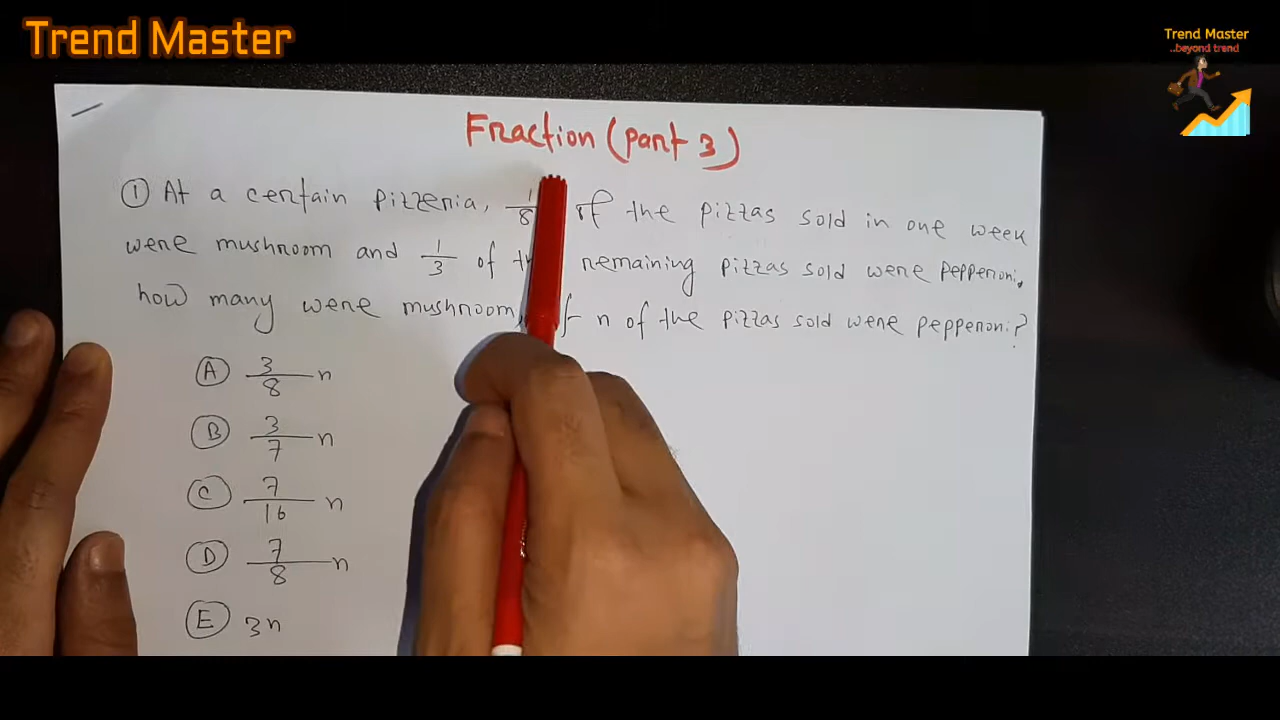 Trend Master
Trend Master
..beyond trend
Fraction (part 3)
① At a certain pizzeria, 1/8 of the pizzas sold in one week
were mushroom and 1/3 of the remaining pizzas sold were pepperoni,
how many were mushroom, if n of the pizzas sold were pepperoni?
Ⓐ 3/8 n
Ⓑ 3/7 n
Ⓒ 7/16 n
Ⓓ 7/8 n
Ⓔ 3n